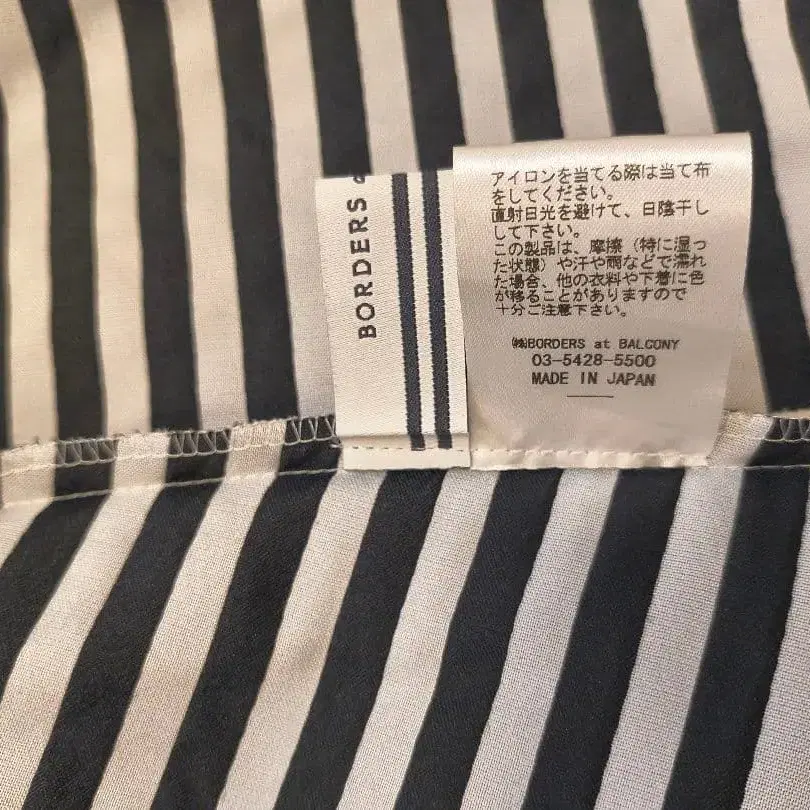 BORDERS a
アイロンを当てる際は当て布
をしてください。
直射日光を避けて、日陰干し
して下さい。
この製品は、摩擦（特に湿っ
た状態）や汗や雨などで濡れ
た場合、他の衣料や下着に色
が移ることがありますので
十分ご注意下さい。
㈱BORDERS at BALCONY
03-5428-5500
MADE IN JAPAN